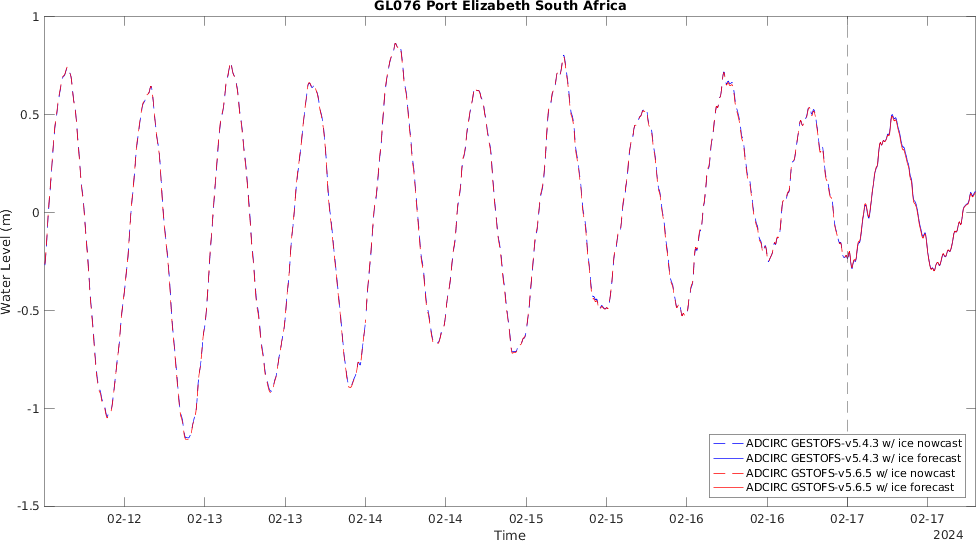 GL076 Port Elizabeth South Africa
1
0.5
0
-0.5
-1
-1.5
Water Level (m)
ADCIRC GESTOFS-v5.4.3 w/ ice nowcast
ADCIRC GESTOFS-v5.4.3 w/ ice forecast
ADCIRC GSTOFS-v5.6.5 w/ ice nowcast
ADCIRC GSTOFS-v5.6.5 w/ ice forecast
02-12 02-13 02-13 02-14 02-14 02-15 02-15 02-16 02-16 02-17 02-17
Time
2024